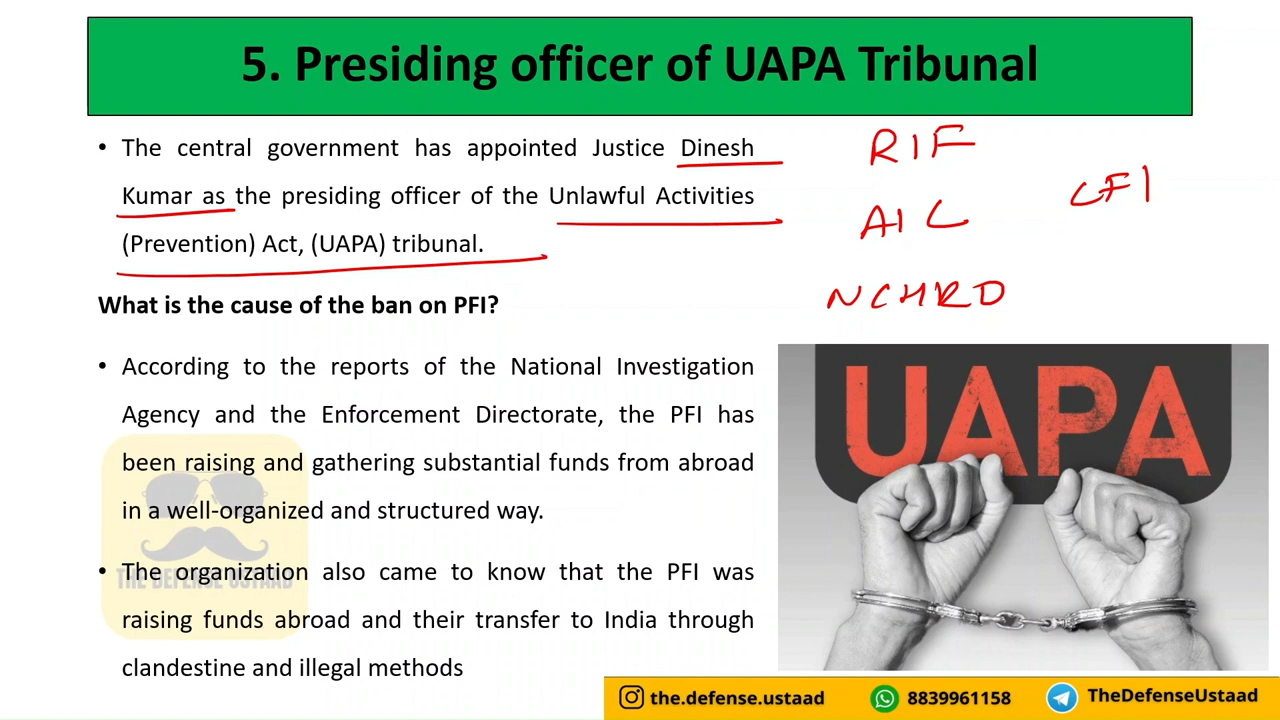 5. Presiding officer of UAPA Tribunal
• The central government has appointed Justice Dinesh
Kumar as the presiding officer of the Unlawful Activities
(Prevention) Act, (UAPA) tribunal.
RIF
CFI
AIC
NCHRO
What is the cause of the ban on PFI?
• According to the reports of the National Investigation
Agency and the Enforcement Directorate, the PFI has
been raising and gathering substantial funds from abroad
in a well-organized and structured way.
• The organization also came to know that the PFI was
raising funds abroad and their transfer to India through
clandestine and illegal methods
UAPA
THE DEFENSE USTAAD
the.defense.ustaad
8839961158
TheDefenseUstaad